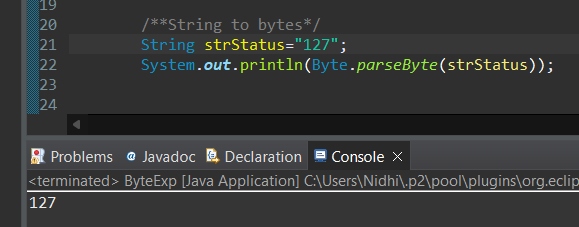 19
20 /**String to bytes*/
21 String strStatus="127";
22 System.out.println(Byte.parseByte(strStatus));
23
24
Problems @ Javadoc Declaration Console ×
<terminated> ByteExp [Java Application] C:\Users\Nidhi\.p2\pool\plugins\org.eclip
127